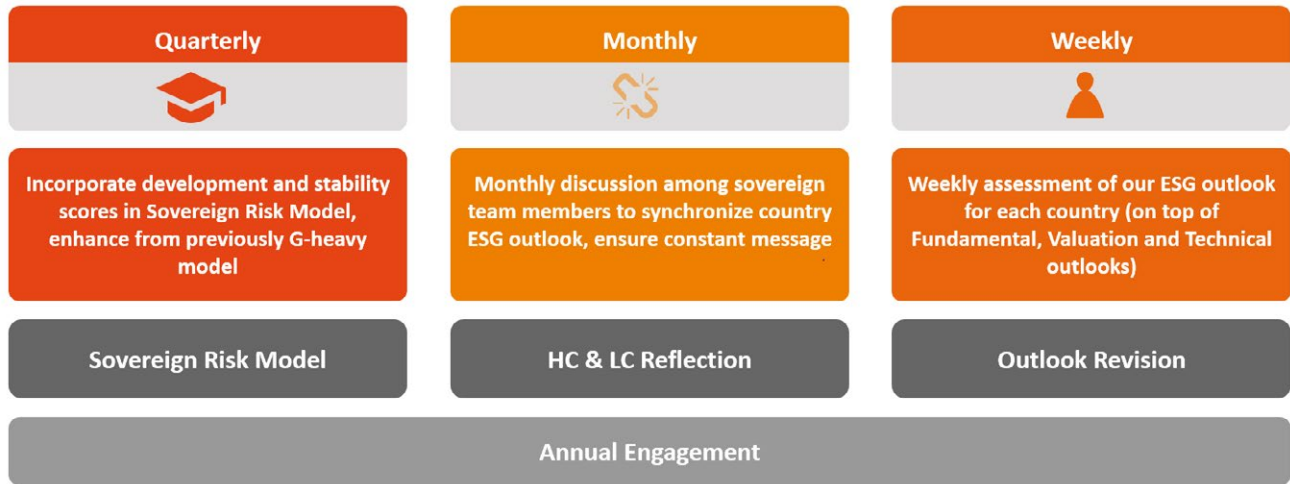 Quarterly
Monthly
Weekly
Incorporate development and stability
scores in Sovereign Risk Model,
enhance from previously G-heavy
model
Monthly discussion among sovereign
team members to synchronize country
ESG outlook, ensure constant message
.
Weekly assessment of our ESG outlook
for each country (on top of
Fundamental, Valuation and Technical
outlooks)
Sovereign Risk Model
HC & LC Reflection
Outlook Revision
Annual Engagement